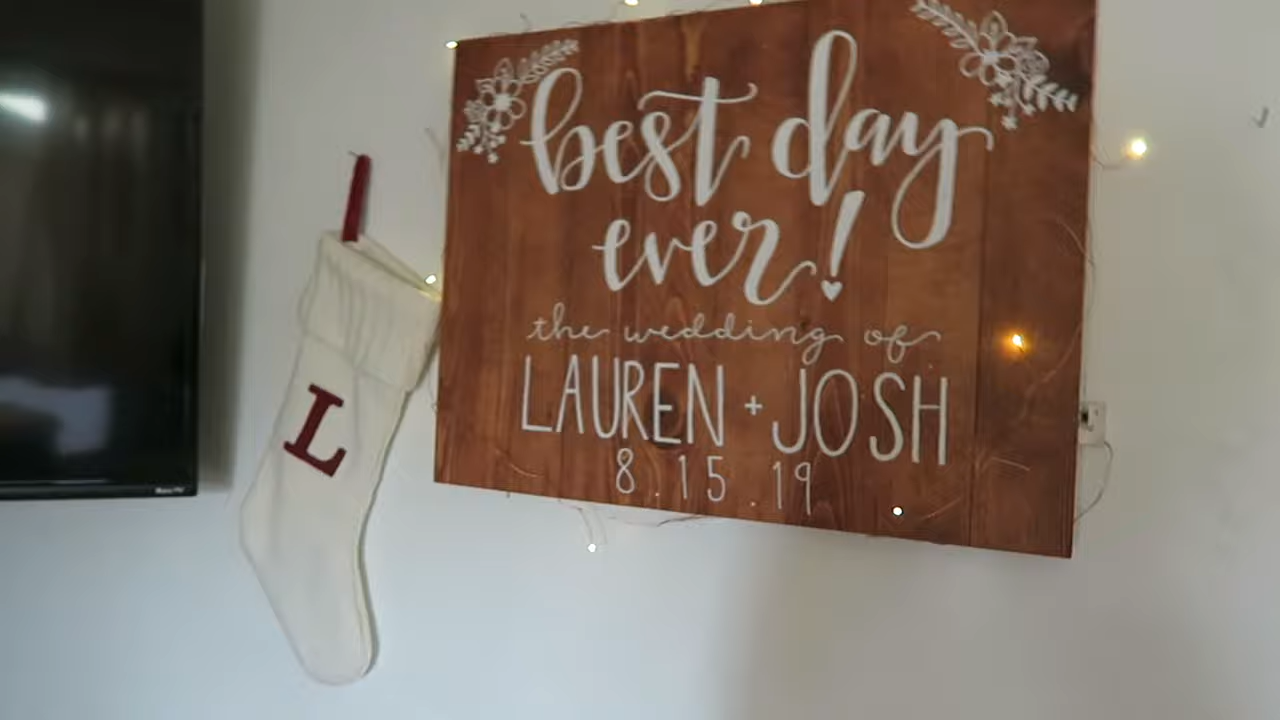 best day
ever!
the wedding of
LAUREN + JOSH
8.15.19
L